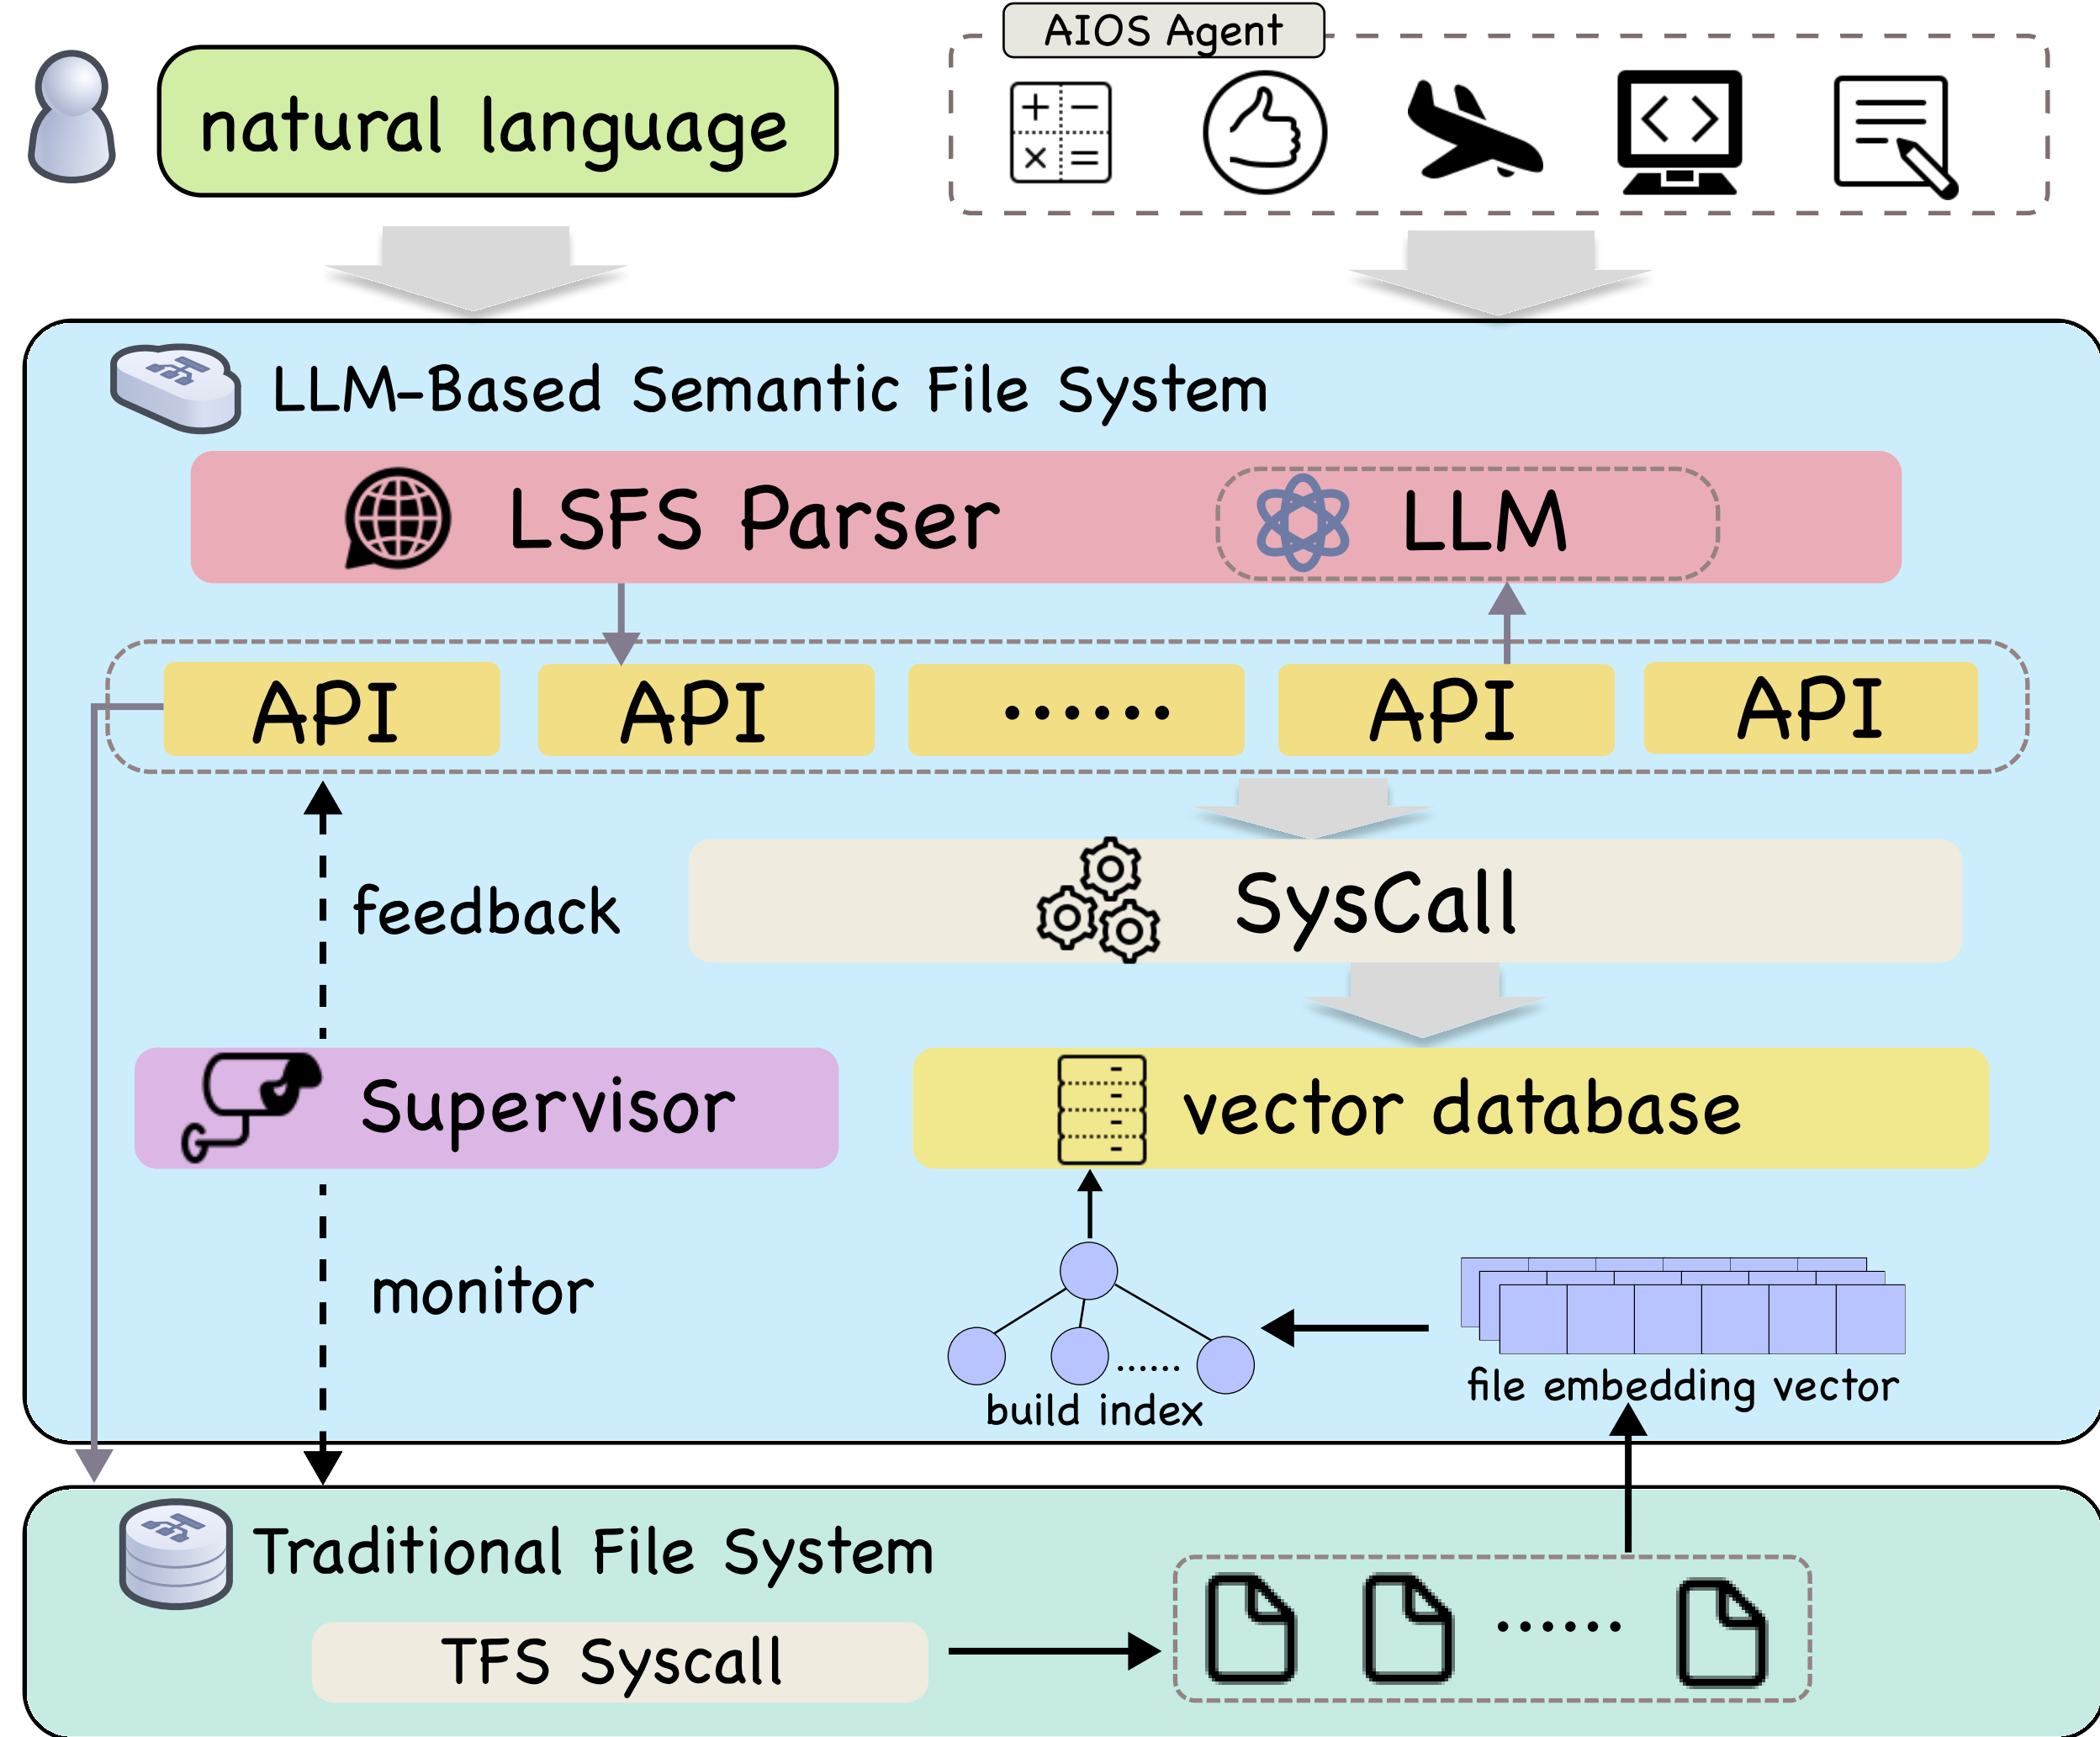 AIOS Agent
natural language
LLM-Based Semantic File System
LSFS Parser
LLM
API
API
......
API
API
feedback
SysCall
Supervisor
vector database
monitor
......
file embedding vector
build index
Traditional File System
TFS Syscall
......